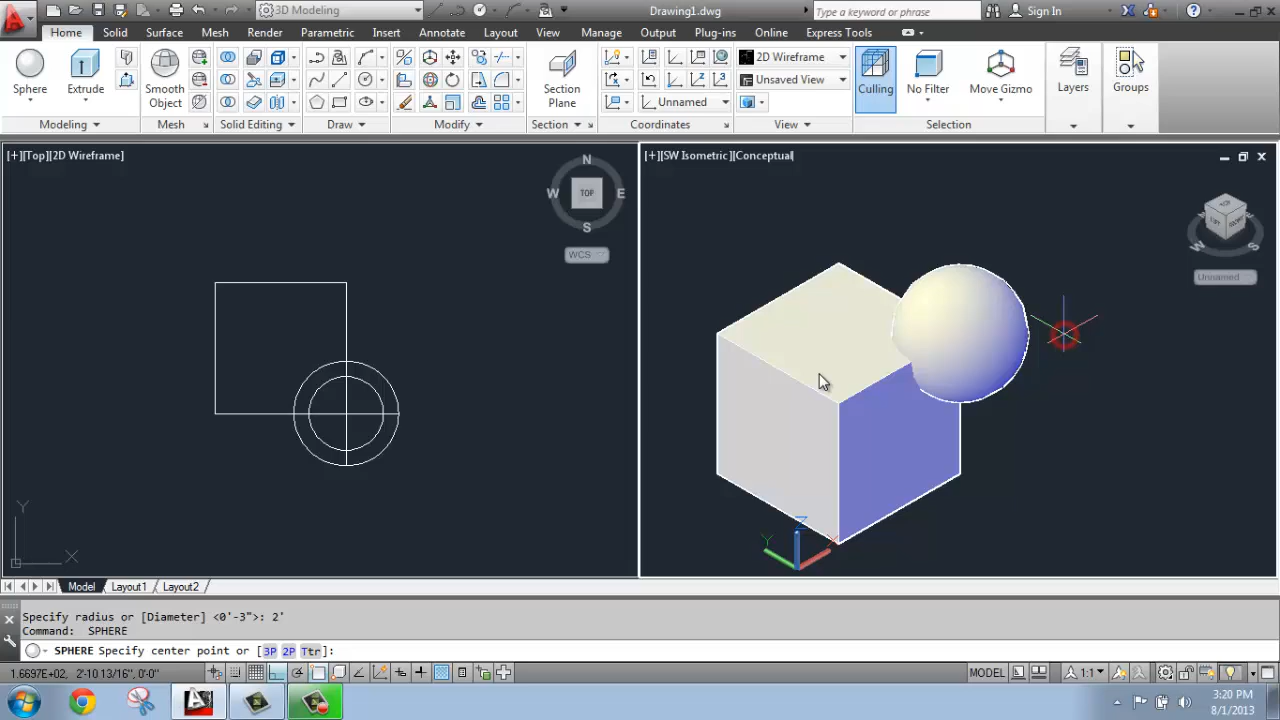 3D Modeling
Drawing1.dwg
Type a keyword or phrase
Sign In
Home Solid Surface Mesh Render Parametric Insert Annotate Layout View Manage Output Plug-ins Online Express Tools
Sphere
Extrude
Smooth Object
Section Plane
Unnamed
2D Wireframe
Unsaved View
Culling
No Filter
Move Gizmo
Layers
Groups
Modeling Mesh Solid Editing Draw Modify Section Coordinates View Selection
[+][Top][2D Wireframe]
N
W TOP E
S
WCS
Y
X
[+][SW Isometric][Conceptual]
TOP
LEFT FRONT
W S
Unnamed
Z
Y X
Model Layout1 Layout2
Specify radius or [Diameter] <0'-3">: 2'
Command: SPHERE
SPHERE Specify center point or [3P 2P Ttr]:
1.6697E+02, 2'-10 13/16", 0'-0"
MODEL
1:1
3:20 PM
8/1/2013